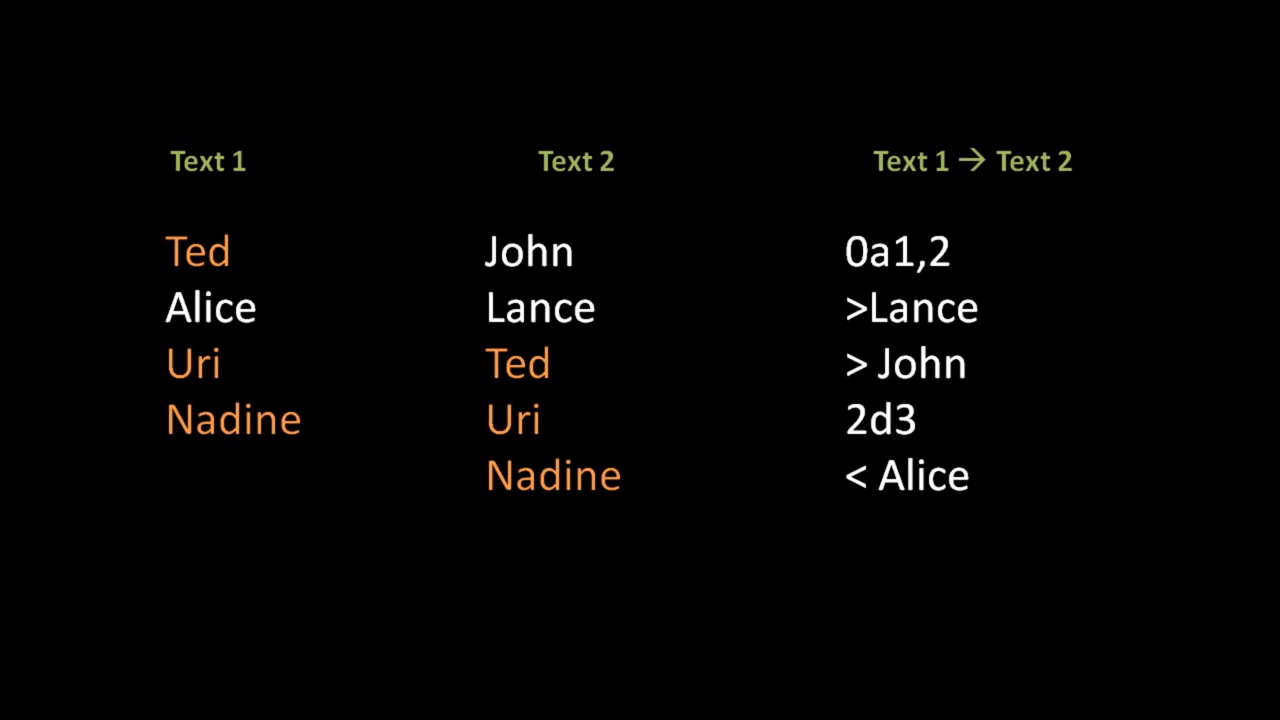 Text 1
Text 2
Text 1 → Text 2
Ted
Alice
Uri
Nadine
John
Lance
Ted
Uri
Nadine
0a1,2
>Lance
> John
2d3
< Alice